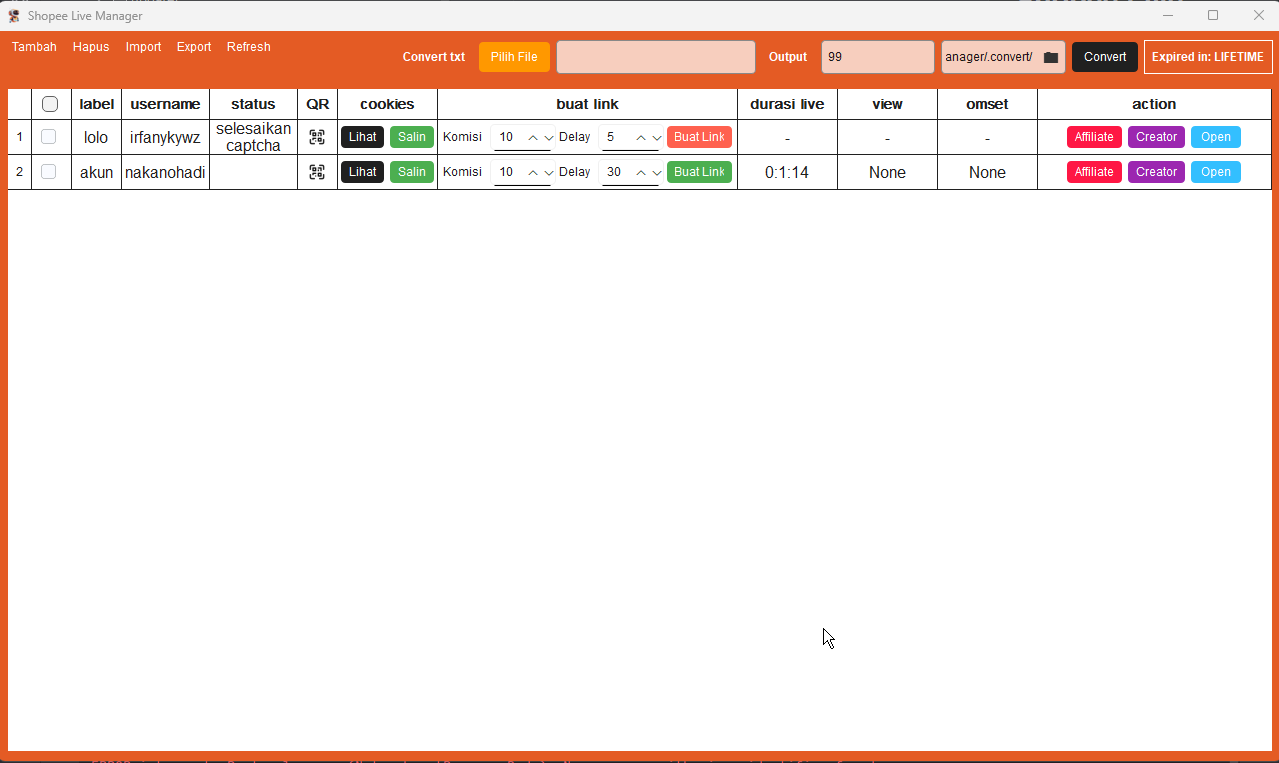 Shopee Live Manager
Tambah Hapus Import Export Refresh Convert txt Pilih File Output 99 anager/.convert/ Convert Expired in: LIFETIME
label username status QR cookies buat link durasi live view omset action
1 lolo irfanykywz selesaikan captcha Lihat Salin Komisi 10 Delay 5 Buat Link - - - Affiliate Creator Open
2 akun nakanohadi Lihat Salin Komisi 10 Delay 30 Buat Link 0:1:14 None None Affiliate Creator Open